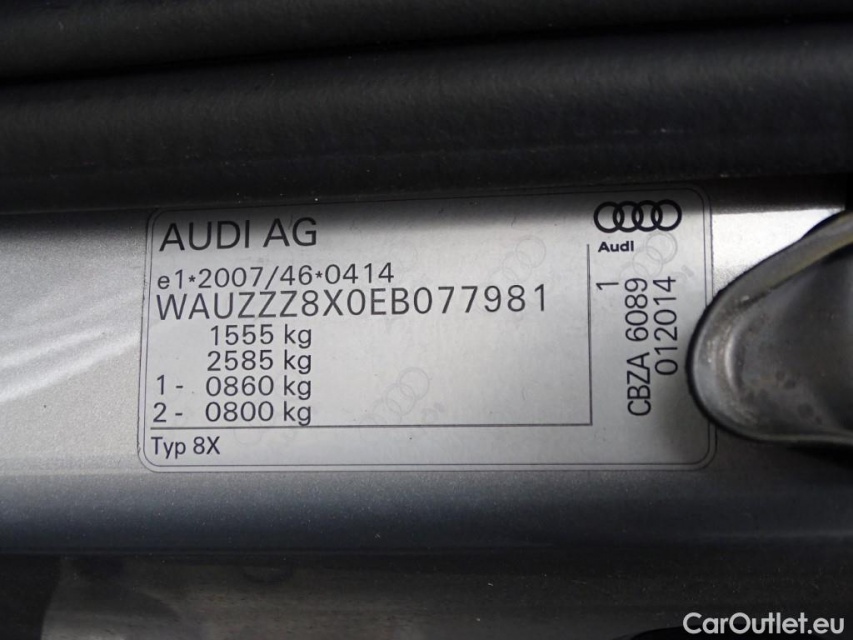 AUDI AG
Audi
e1*2007/46*0414
WAUZZZ8X0EB077981
1555 kg
2585 kg
1 - 0860 kg
2 - 0800 kg
Typ 8X
1
CBZA 6089
012014
CarOutlet.eu